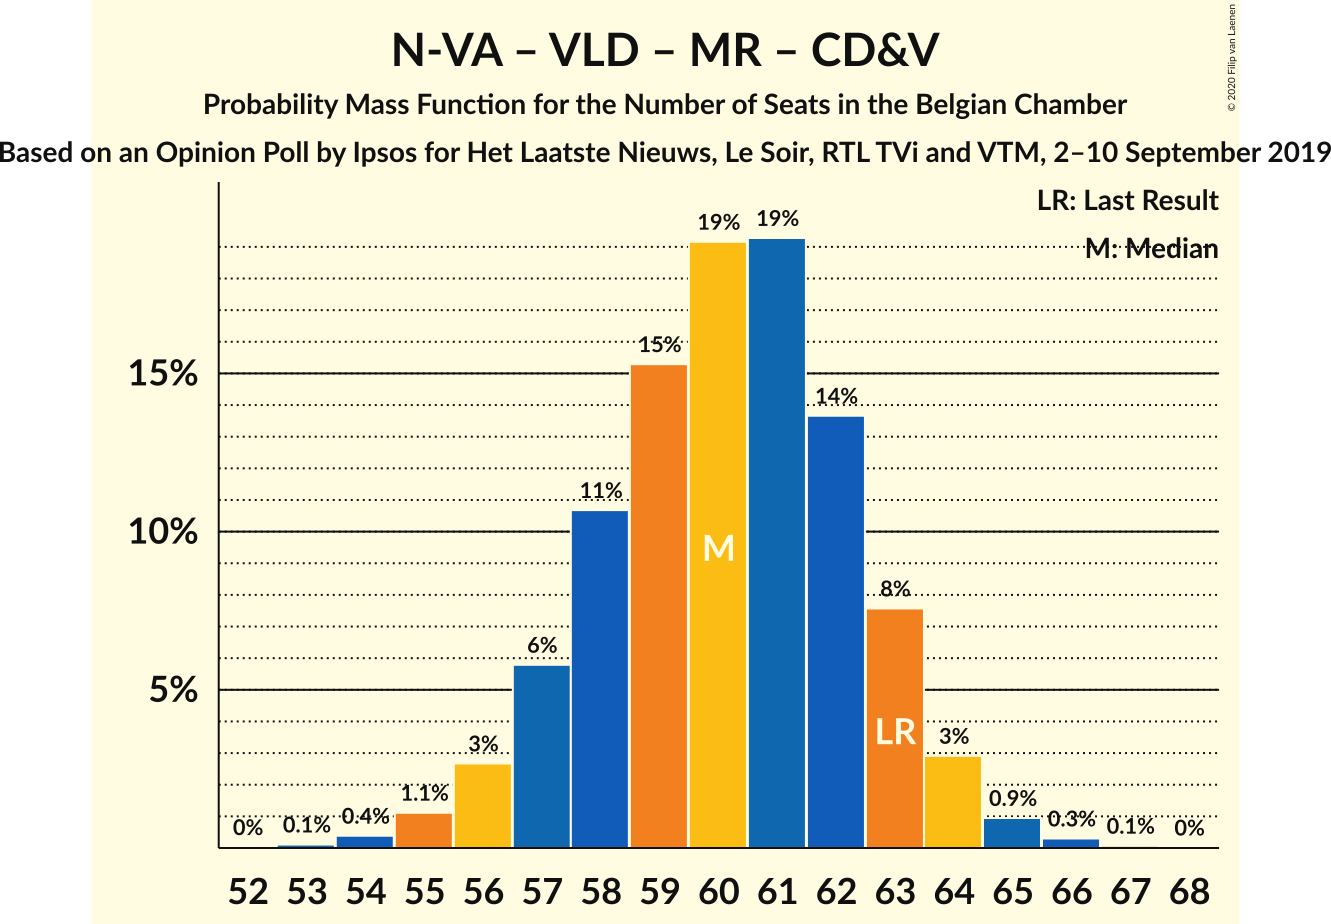 N-VA – VLD – MR – CD&V
Probability Mass Function for the Number of Seats in the Belgian Chamber
Based on an Opinion Poll by Ipsos for Het Laatste Nieuws, Le Soir, RTL TVi and VTM, 2–10 September 2019
© 2020 Filip van Laenen
LR: Last Result
M: Median
15%
10%
5%
0% 0.1% 0.4% 1.1% 3% 6% 11% 15% 19% 19% 14% 8% 3% 0.9% 0.3% 0.1% 0%
M
LR
52 53 54 55 56 57 58 59 60 61 62 63 64 65 66 67 68